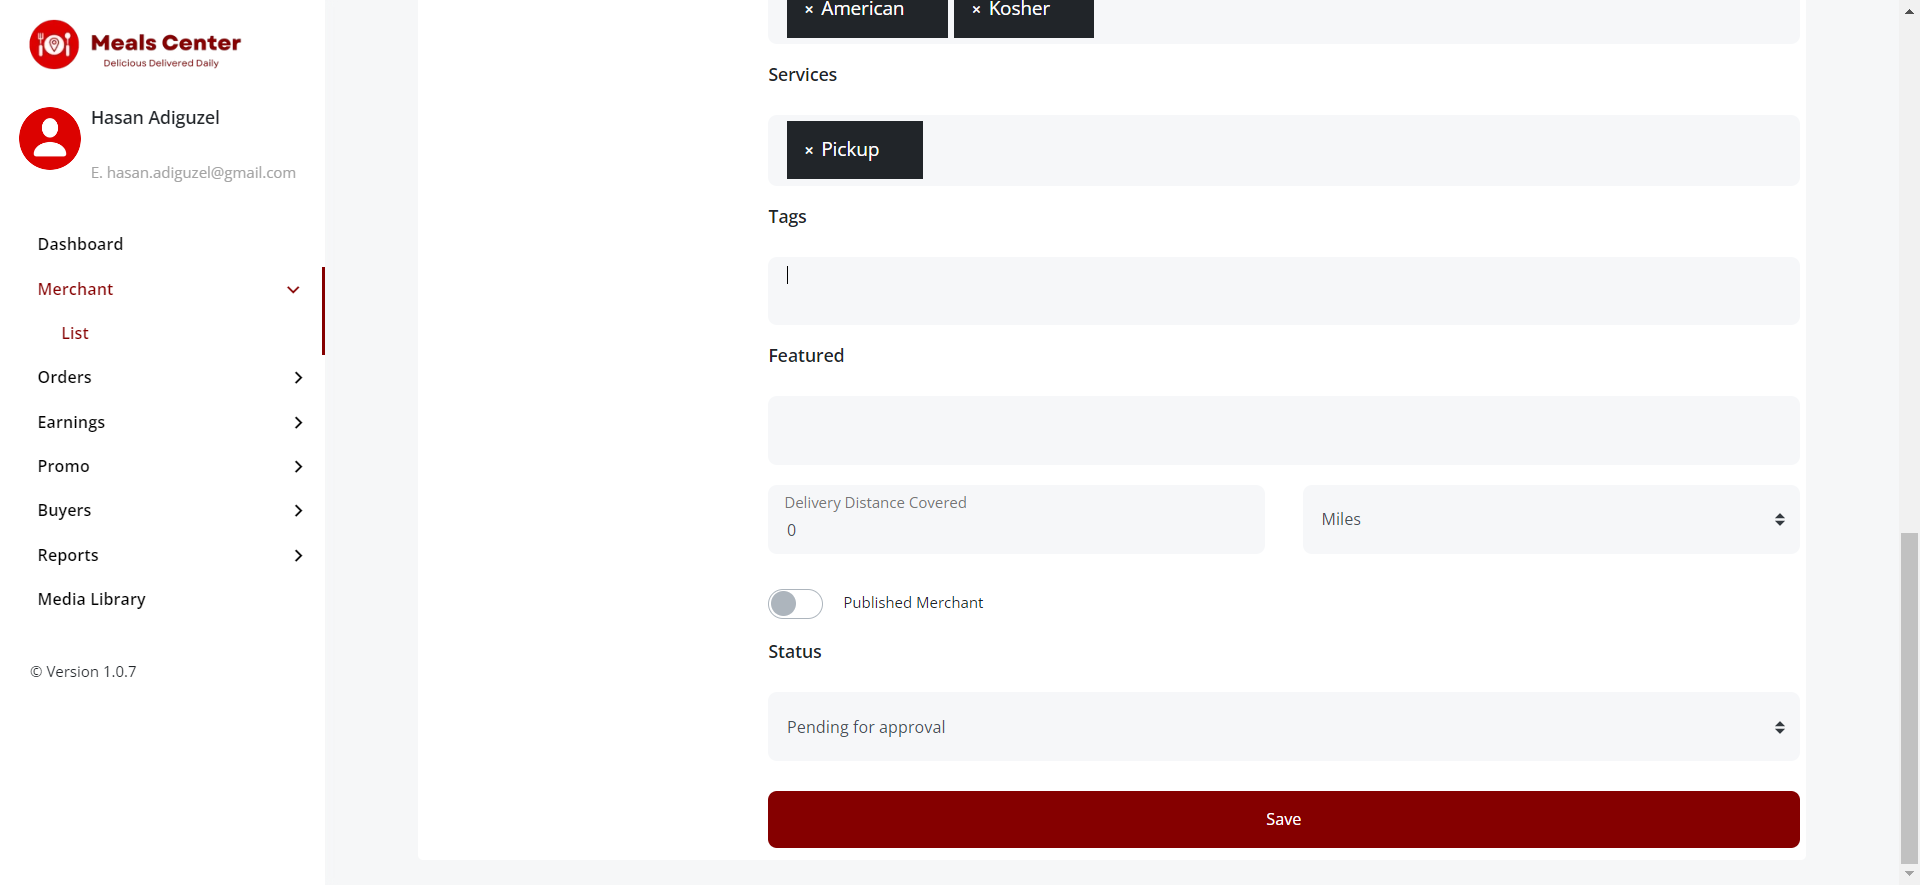 Meals Center
Delicious Delivered Daily
Hasan Adiguzel
E. hasan.adiguzel@gmail.com
Dashboard
Merchant
List
Orders
Earnings
Promo
Buyers
Reports
Media Library
© Version 1.0.7
× American × Kosher
Services
× Pickup
Tags
Featured
Delivery Distance Covered
0
Miles
Published Merchant
Status
Pending for approval
Save